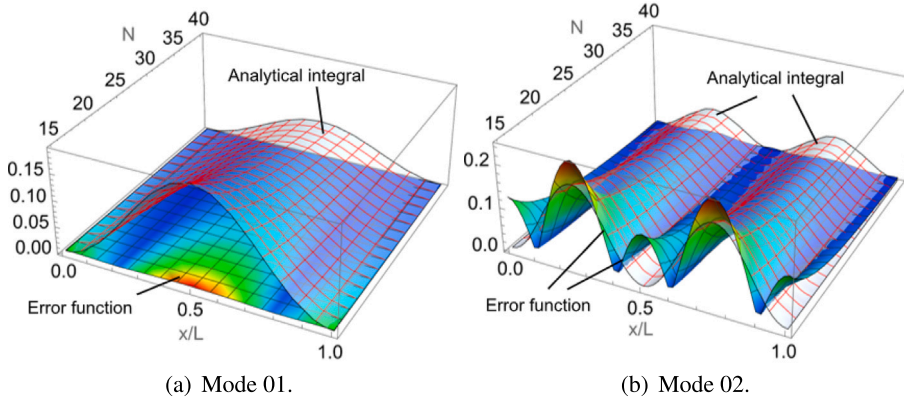 40
35
30
25
20
15
N
Analytical integral
0.15
0.10
0.05
0.00
0.0
0.5
1.0
x/L
Error function
(a) Mode 01.
40
35
30
25
20
15
N
Analytical integral
0.2
0.1
0.0
0.0
0.5
1.0
x/L
Error function
(b) Mode 02.